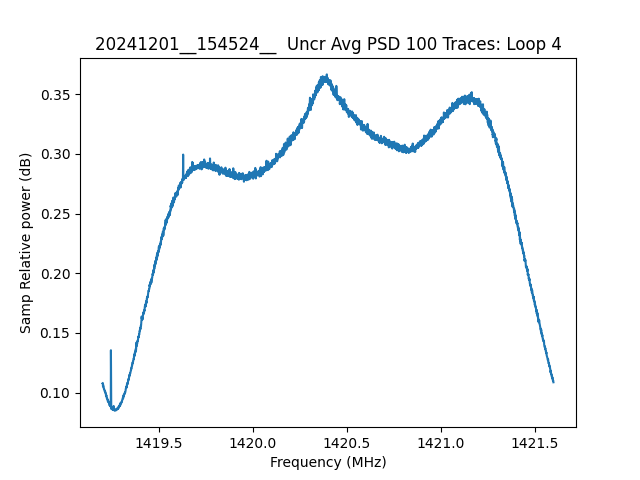 20241201__154524__  Uncr Avg PSD 100 Traces: Loop 4
Samp Relative power (dB)
0.35
0.30
0.25
0.20
0.15
0.10
1419.5 1420.0 1420.5 1421.0 1421.5
Frequency (MHz)